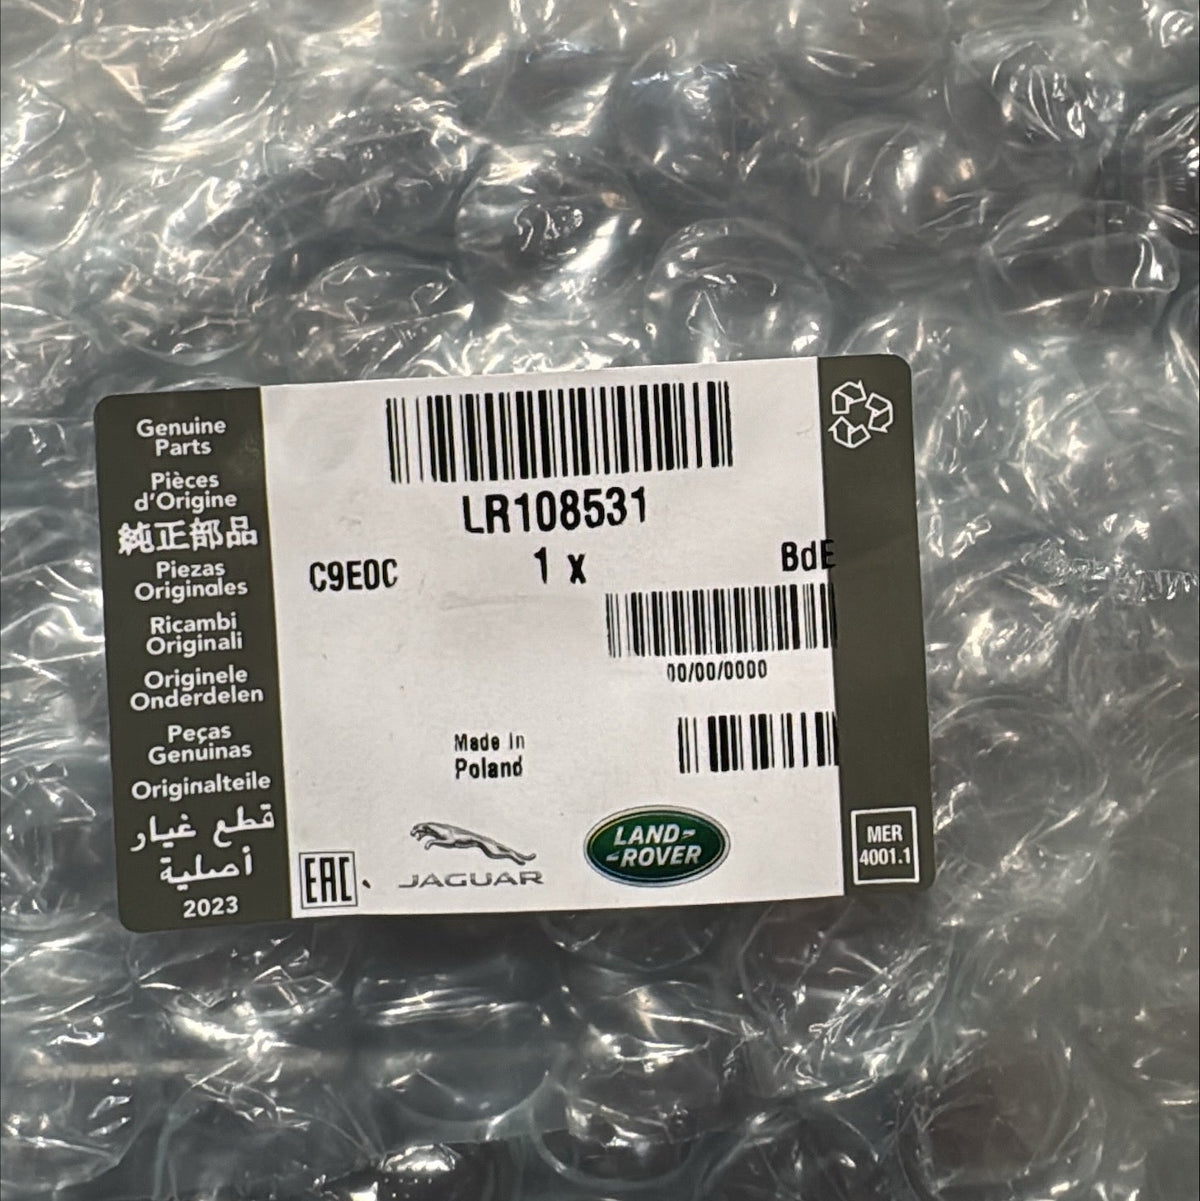 Genuine
Parts
Pièces
d'Origine
純正部品
Piezas
Originales
Ricambi
Originali
Originele
Onderdelen
Peças
Genuinas
Originalteile
قطع غيار
أصلية
2023
LR108531
C9E0C
1 x
BdE
00/00/0000
Made in
Poland
EAC
JAGUAR
LAND-
-ROVER
MER
4001.1